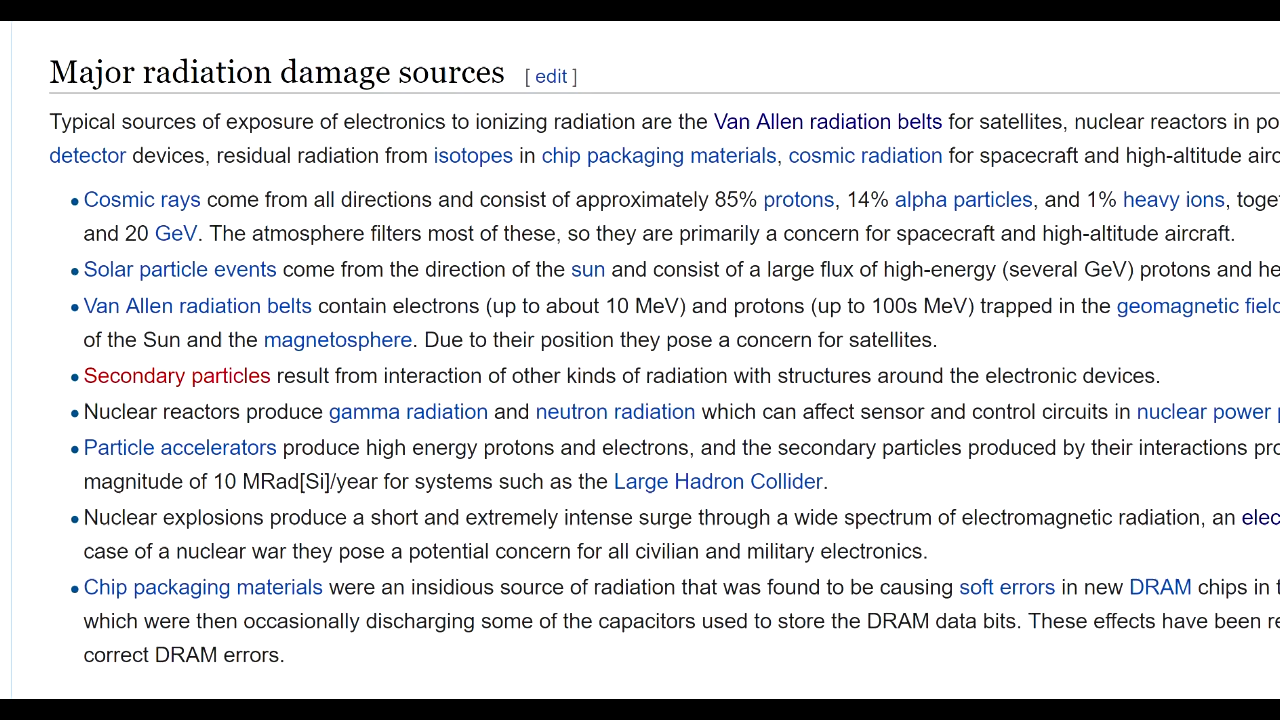 Major radiation damage sources [ edit ]
Typical sources of exposure of electronics to ionizing radiation are the Van Allen radiation belts for satellites, nuclear reactors in
detector devices, residual radiation from isotopes in chip packaging materials, cosmic radiation for spacecraft and high-altitude
• Cosmic rays come from all directions and consist of approximately 85% protons, 14% alpha particles, and 1% heavy ions,
and 20 GeV. The atmosphere filters most of these, so they are primarily a concern for spacecraft and high-altitude aircraft.
• Solar particle events come from the direction of the sun and consist of a large flux of high-energy (several GeV) protons and
• Van Allen radiation belts contain electrons (up to about 10 MeV) and protons (up to 100s MeV) trapped in the geomagnetic
of the Sun and the magnetosphere. Due to their position they pose a concern for satellites.
• Secondary particles result from interaction of other kinds of radiation with structures around the electronic devices.
• Nuclear reactors produce gamma radiation and neutron radiation which can affect sensor and control circuits in nuclear power
• Particle accelerators produce high energy protons and electrons, and the secondary particles produced by their interactions
magnitude of 10 MRad[Si]/year for systems such as the Large Hadron Collider.
• Nuclear explosions produce a short and extremely intense surge through a wide spectrum of electromagnetic radiation, an
case of a nuclear war they pose a potential concern for all civilian and military electronics.
• Chip packaging materials were an insidious source of radiation that was found to be causing soft errors in new DRAM chips in
which were then occasionally discharging some of the capacitors used to store the DRAM data bits. These effects have been
correct DRAM errors.